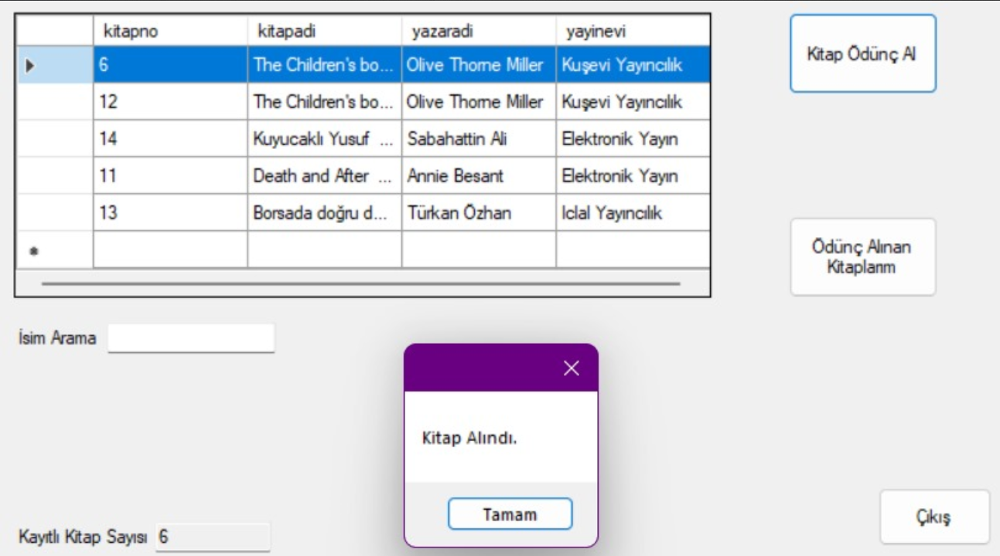 kitapno kitapadi yazaradi yayinevi
6 The Children's bo... Olive Thorne Miller Kuşevi Yayıncılık
12 The Children's bo... Olive Thorne Miller Kuşevi Yayıncılık
14 Kuyucaklı Yusuf ... Sabahattin Ali Elektronik Yayın
11 Death and After ... Annie Besant Elektronik Yayın
13 Borsada doğru d... Türkan Özhan Iclal Yayıncılık
Kitap Ödünç Al
Ödünç Alınan
Kitaplarım
İsim Arama
Kitap Alındı.
Tamam
Kayıtlı Kitap Sayısı 6
Çıkış